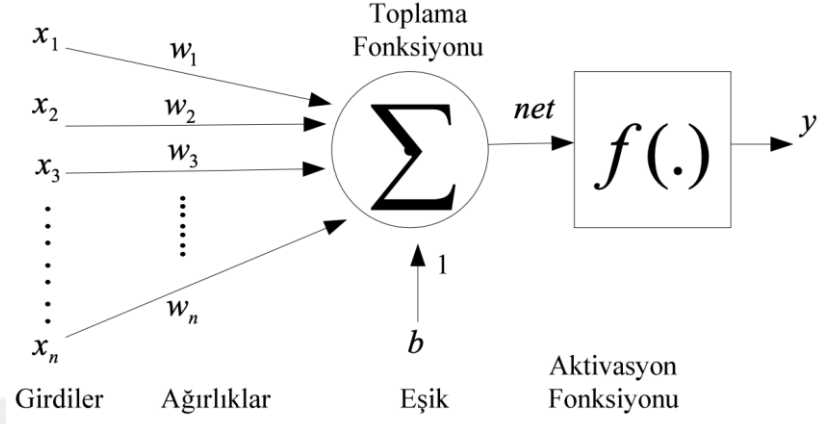 Toplama
Fonksiyonu
x1
w1
x2
w2
net
y
∑
f(.)
x3
w3
1
wn
b
xn
Aktivasyon
Girdiler
Ağırlıklar
Eşik
Fonksiyonu